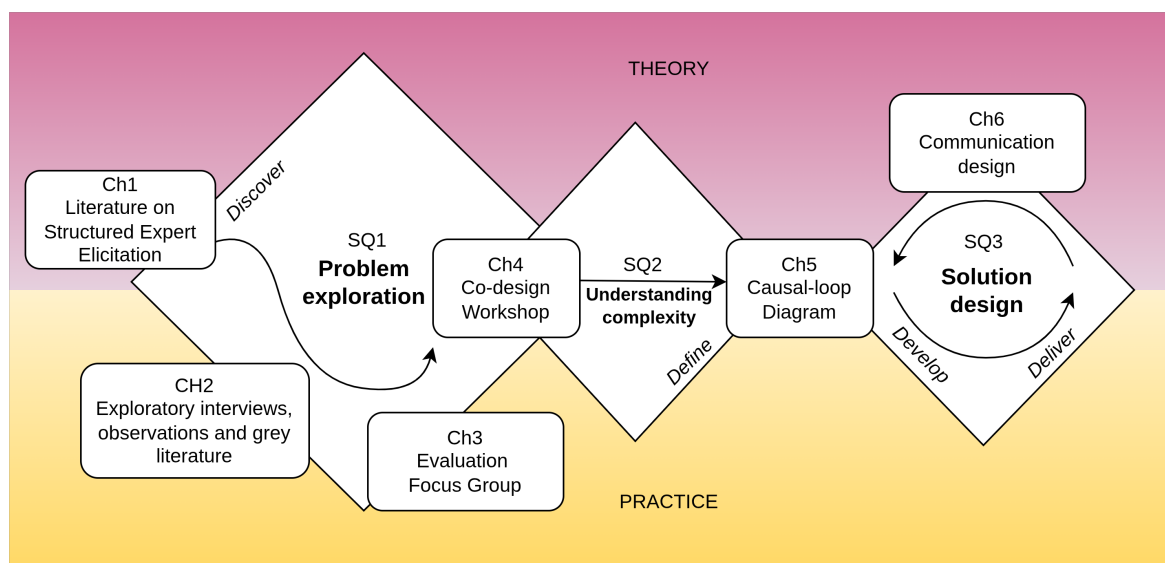 THEORY
Ch1
Literature on
Structured Expert
Elicitation
Discover
SQ1
Problem
exploration
CH2
Exploratory interviews,
observations and grey
literature
Ch3
Evaluation
Focus Group
Ch4
Co-design
Workshop
SQ2
Understanding
complexity
Define
Ch5
Causal-loop
Diagram
Ch6
Communication
design
SQ3
Solution
design
Develop
Deliver
PRACTICE